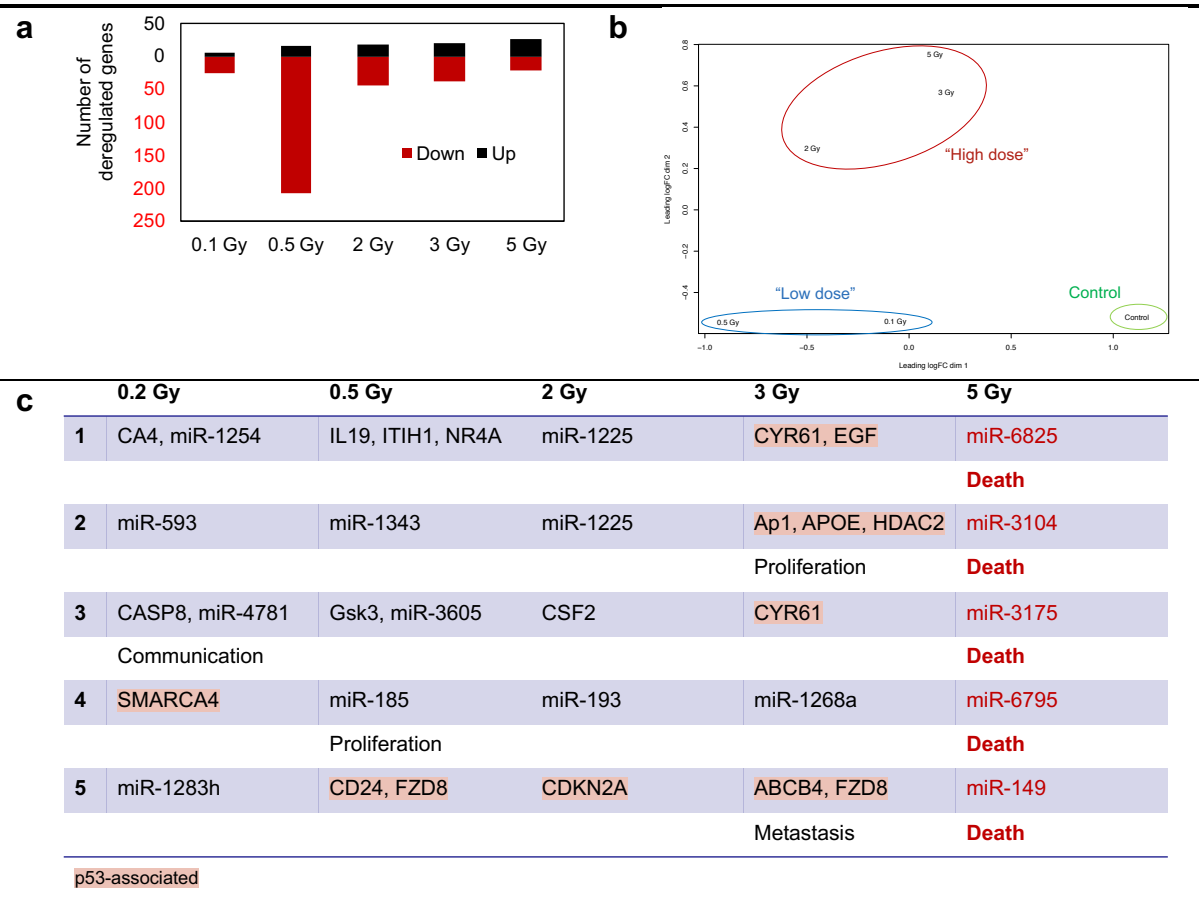 a
Number of
deregulated genes
50
0
50
100
150
200
250
Down
Up
0.1 Gy 0.5 Gy 2 Gy 3 Gy 5 Gy
b
Leading logFC dim 2
0.8
0.6
0.4
0.2
0.0
−0.2
−0.4
5 Gy
3 Gy
2 Gy
“High dose”
“Low dose”
Control
0.5 Gy
0.1 Gy
Control
−1.0 −0.5 0.0 0.5 1.0
Leading logFC dim 1
c
0.2 Gy 0.5 Gy 2 Gy 3 Gy 5 Gy
1 CA4, miR-1254 IL19, ITIH1, NR4A miR-1225 CYR61, EGF miR-6825
Death
2 miR-593 miR-1343 miR-1225 Ap1, APOE, HDAC2 miR-3104
Proliferation Death
3 CASP8, miR-4781 Gsk3, miR-3605 CSF2 CYR61 miR-3175
Communication Death
4 SMARCA4 miR-185 miR-193 miR-1268a miR-6795
Proliferation Death
5 miR-1283h CD24, FZD8 CDKN2A ABCB4, FZD8 miR-149
Metastasis Death
p53-associated